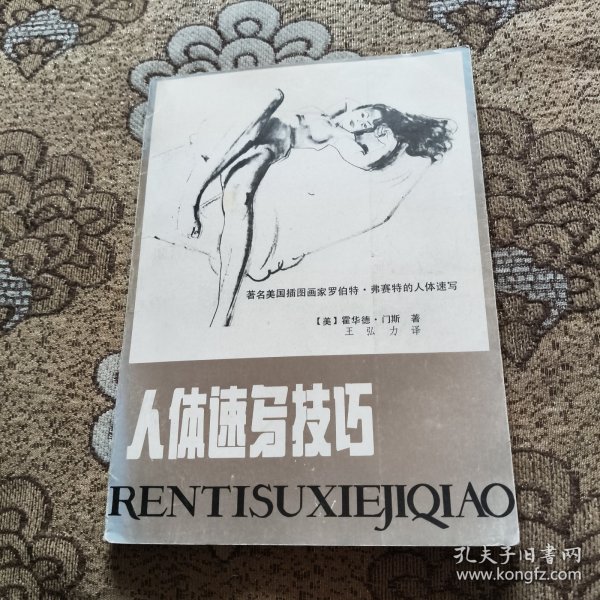 著名美国插图画家罗伯特·弗赛特的人体速写
【美】霍华德·门斯 著
王弘力 译
人体速写技巧
RENTISUXIEJIQIAO
孔夫子旧書网
www.kongfz.com